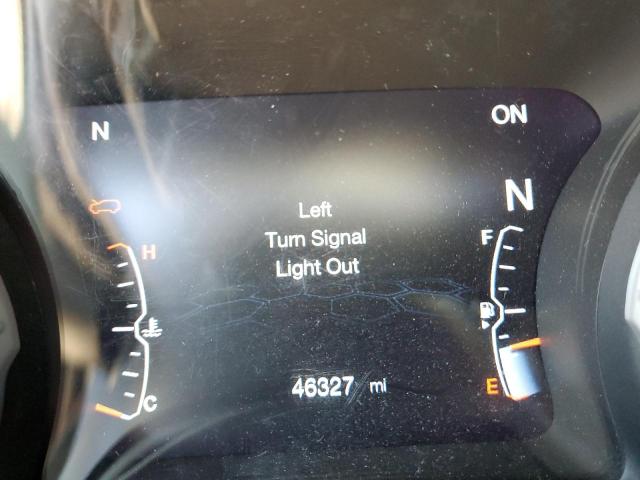 N
ON
N
Left
Turn Signal
Light Out
H
F
C
E
46327 mi